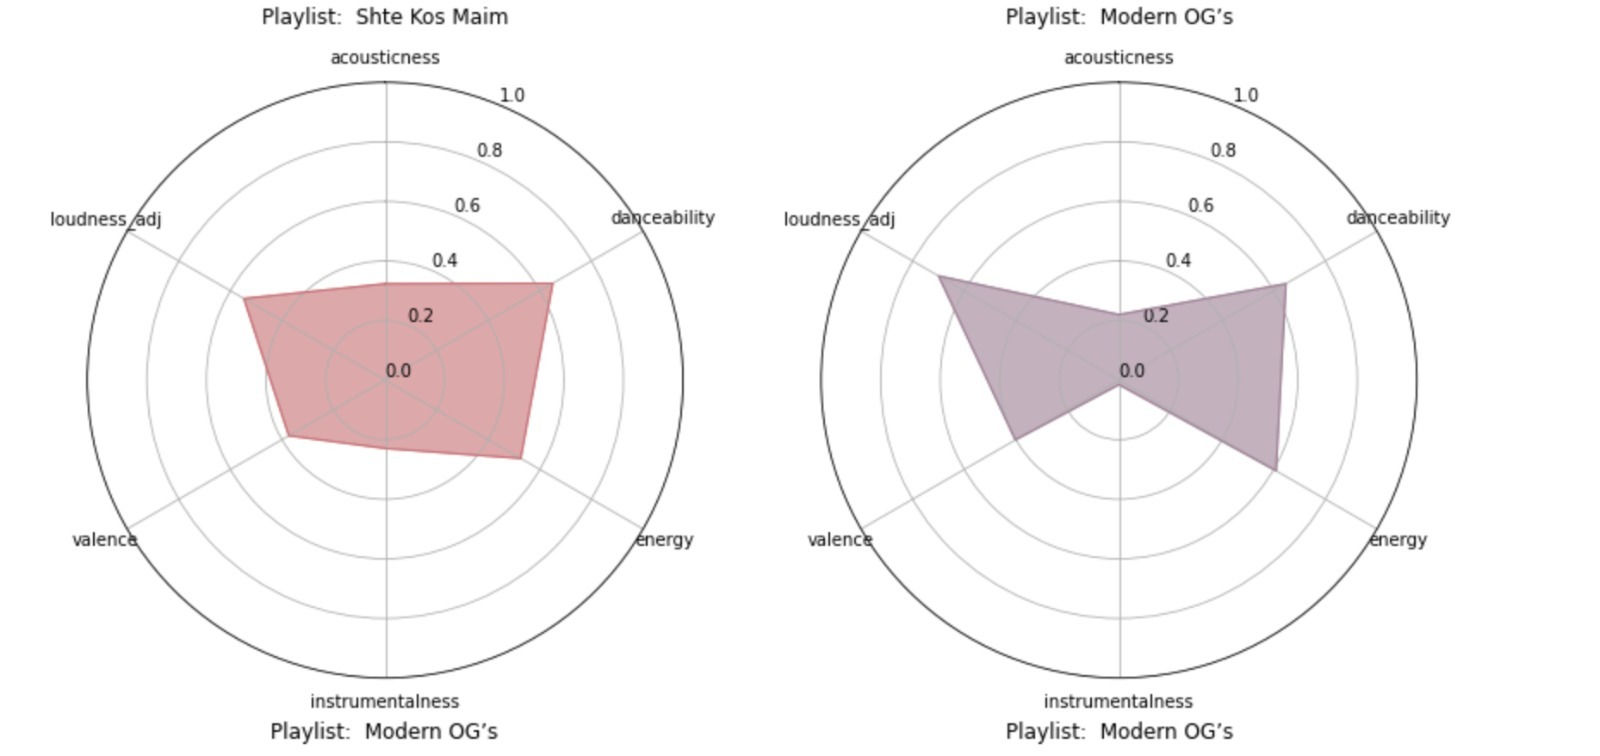 Playlist:  Shte Kos Maim
acousticness
1.0
0.8
0.6
0.4
0.2
0.0
loudness_adj
danceability
valence
energy
instrumentalness
Playlist:  Modern OG’s
Playlist:  Modern OG’s
acousticness
1.0
0.8
0.6
0.4
0.2
0.0
loudness_adj
danceability
valence
energy
instrumentalness
Playlist:  Modern OG’s